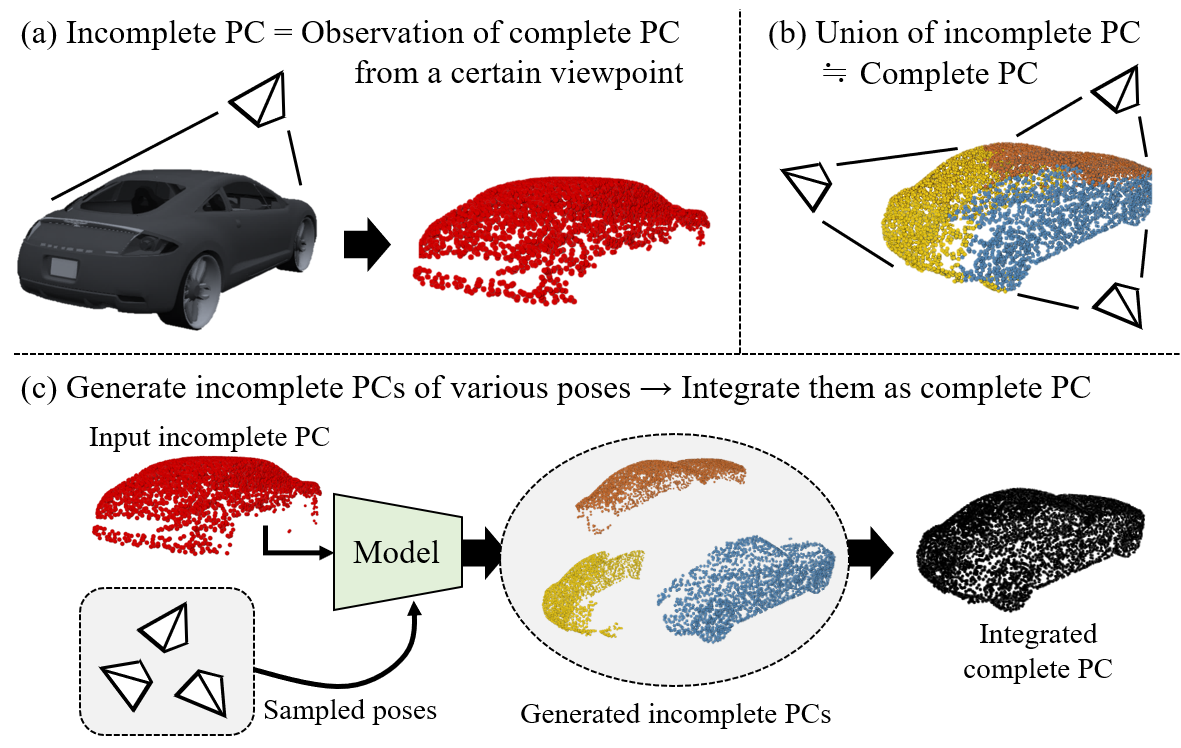 (a) Incomplete PC = Observation of complete PC
from a certain viewpoint
(b) Union of incomplete PC
≒ Complete PC
(c) Generate incomplete PCs of various poses → Integrate them as complete PC
Input incomplete PC
Model
Sampled poses
Generated incomplete PCs
Integrated
complete PC